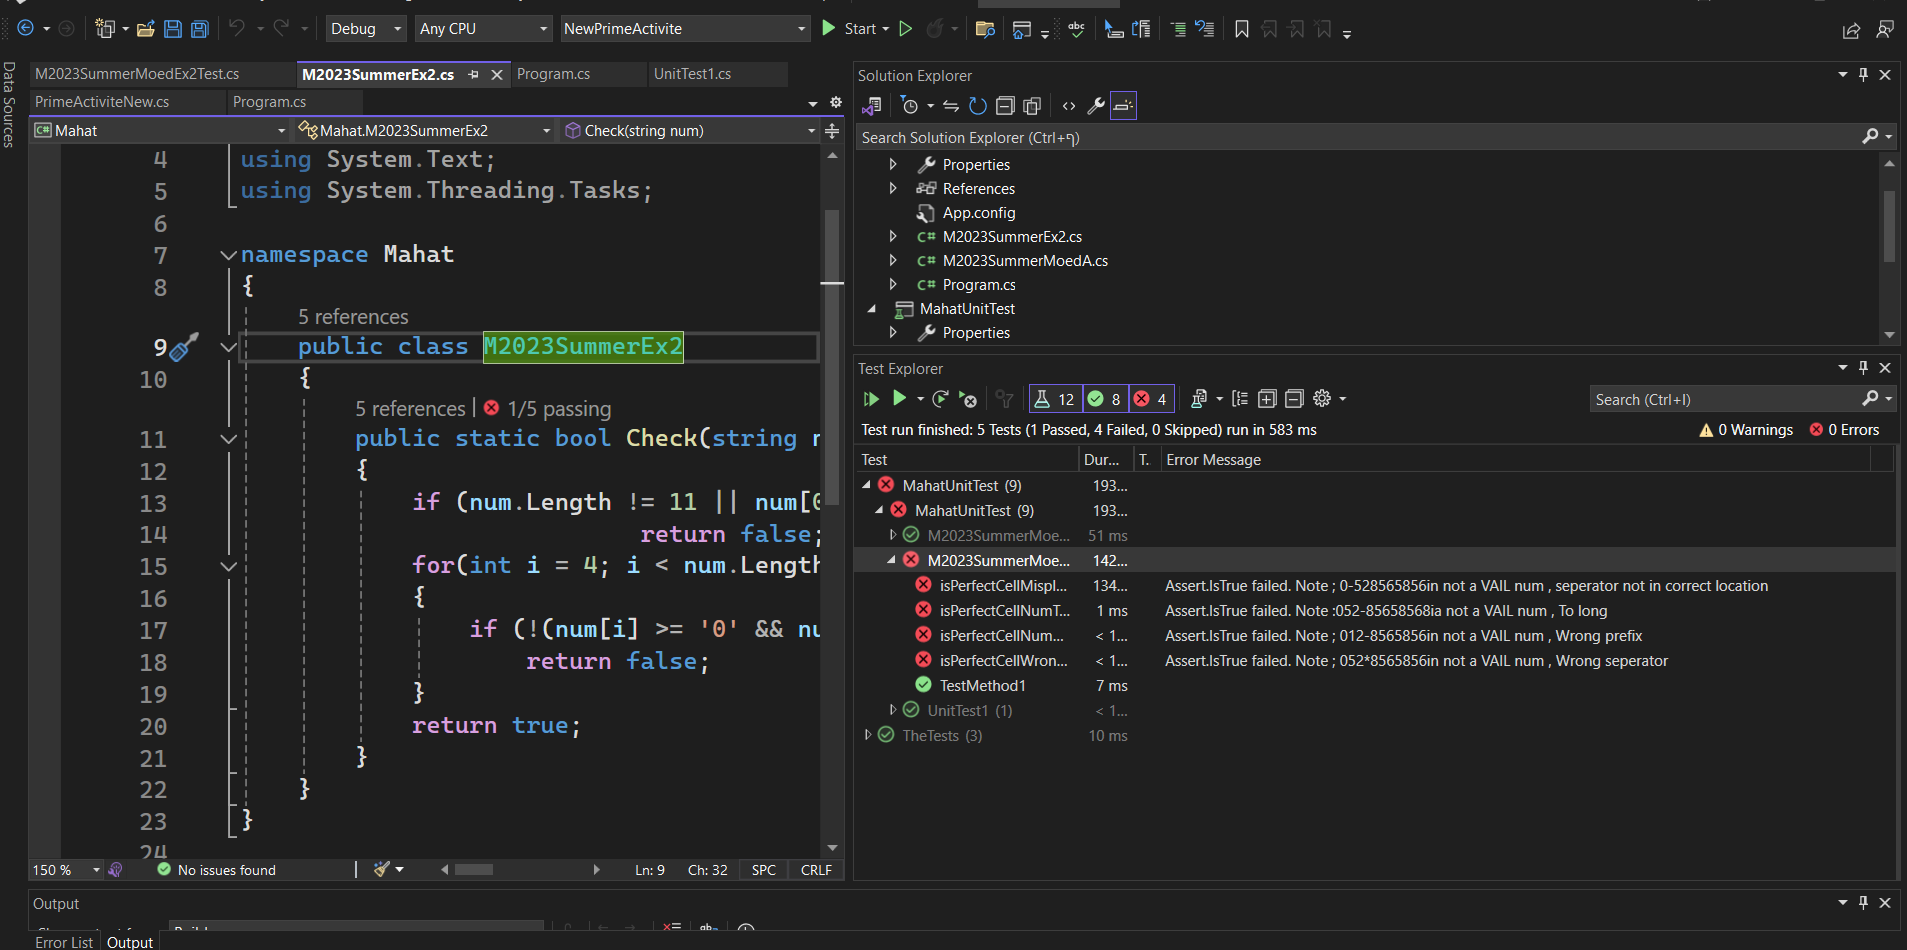 Debug
Any CPU
NewPrimeActivite
Start
abc
Data Sources
M2023SummerMoedEx2Test.cs
M2023SummerEx2.cs
Program.cs
UnitTest1.cs
PrimeActiviteNew.cs
Program.cs
C# Mahat
Mahat.M2023SummerEx2
Check(string num)
4 using System.Text;
5 using System.Threading.Tasks;
6
7 namespace Mahat
8 {
5 references
9 public class M2023SummerEx2
10 {
5 references | 1/5 passing
11 public static bool Check(string
12 {
13 if (num.Length != 11 || num[0
14 return false;
15 for(int i = 4; i < num.Length
16 {
17 if (!(num[i] >= '0' && nu
18 return false;
19 }
20 return true;
21 }
22 }
23 }
24
150 %
No issues found
Ln: 9
Ch: 32
SPC
CRLF
Solution Explorer
Search Solution Explorer (Ctrl+ף)
Properties
References
App.config
C# M2023SummerEx2.cs
C# M2023SummerMoedA.cs
C# Program.cs
MahatUnitTest
Properties
Test Explorer
12
8
4
Search (Ctrl+I)
Test run finished: 5 Tests (1 Passed, 4 Failed, 0 Skipped) run in 583 ms
0 Warnings
0 Errors
Test Dur... T. Error Message
MahatUnitTest (9) 193...
MahatUnitTest (9) 193...
M2023SummerMoe... 51 ms
M2023SummerMoe... 142...
isPerfectCellMispl... 134... Assert.IsTrue failed. Note ; 0-528565856in not a VAIL num , seperator not in correct location
isPerfectCellNumT... 1 ms Assert.IsTrue failed. Note :052-85658568ia not a VAIL num , To long
isPerfectCellNum... < 1... Assert.IsTrue failed. Note ; 012-8565856in not a VAIL num , Wrong prefix
isPerfectCellWron... < 1... Assert.IsTrue failed. Note ; 052*8565856in not a VAIL num , Wrong seperator
TestMethod1 7 ms
UnitTest1 (1) < 1...
TheTests (3) 10 ms
Output
Error List
Output